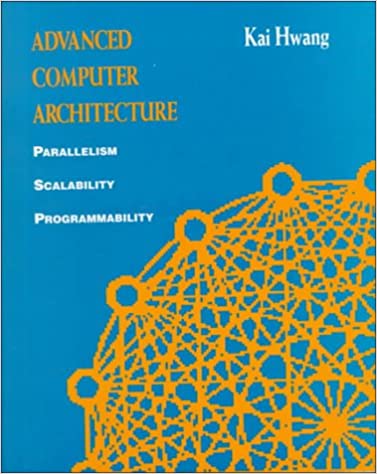 ADVANCED
COMPUTER
ARCHITECTURE
Kai Hwang
PARALLELISM
SCALABILITY
PROGRAMMABILITY